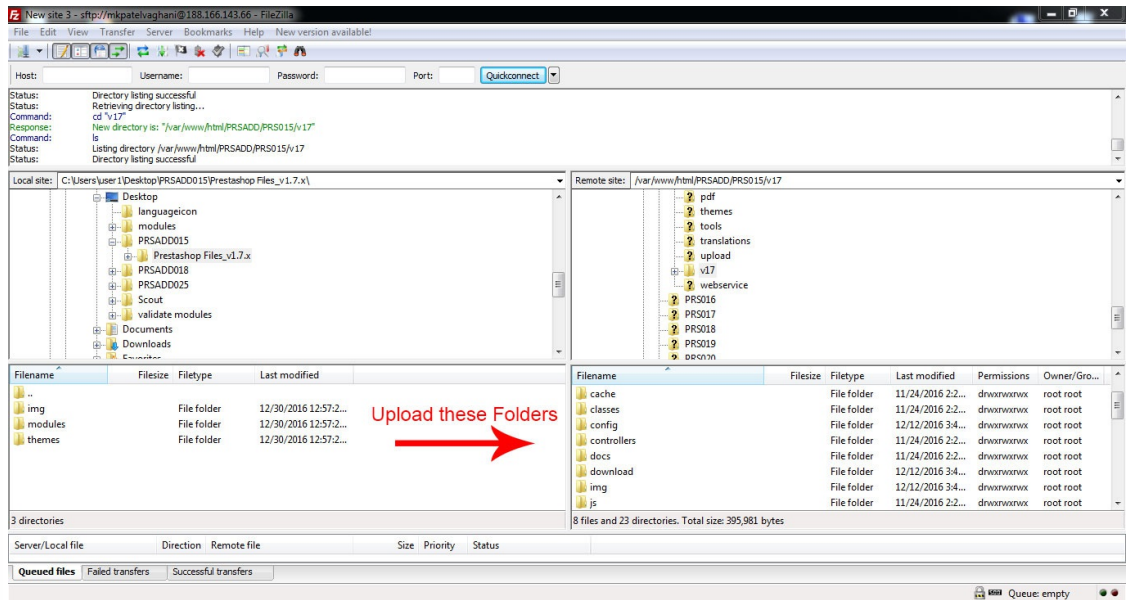 New site 3 - sftp://mkpatelvaghani@188.166.143.66 - FileZilla
File Edit View Transfer Server Bookmarks Help New version available!
Host: Username: Password: Port: Quickconnect
Status: Directory listing successful
Status: Retrieving directory listing...
Command: cd "v17"
Response: New directory is: "/var/www/html/PRSADD/PRS015/v17"
Command: ls
Status: Listing directory /var/www/html/PRSADD/PRS015/v17
Status: Directory listing successful
Local site: C:\Users\user1\Desktop\PRSADD015\Prestashop Files_v1.7.x\
Desktop
languageicon
modules
PRSADD015
Prestashop Files_v1.7.x
PRSADD018
PRSADD025
Scout
validate modules
Documents
Downloads
Favorites
Filename Filesize Filetype Last modified
..
img File folder 12/30/2016 12:57:2...
modules File folder 12/30/2016 12:57:2...
themes File folder 12/30/2016 12:57:2...
3 directories
Upload these Folders
Remote site: /var/www/html/PRSADD/PRS015/v17
pdf
themes
tools
translations
upload
v17
webservice
PRS016
PRS017
PRS018
PRS019
PRS020
Filename Filesize Filetype Last modified Permissions Owner/Gro...
cache File folder 11/24/2016 2:2... drwxrwxrwx root root
classes File folder 11/24/2016 2:2... drwxrwxrwx root root
config File folder 12/12/2016 3:4... drwxrwxrwx root root
controllers File folder 11/24/2016 2:2... drwxrwxrwx root root
docs File folder 11/24/2016 2:2... drwxrwxrwx root root
download File folder 12/12/2016 3:4... drwxrwxrwx root root
img File folder 12/12/2016 3:4... drwxrwxrwx root root
js File folder 11/24/2016 2:2... drwxrwxrwx root root
8 files and 23 directories. Total size: 395,981 bytes
Server/Local file Direction Remote file Size Priority Status
Queued files Failed transfers Successful transfers
Queue: empty